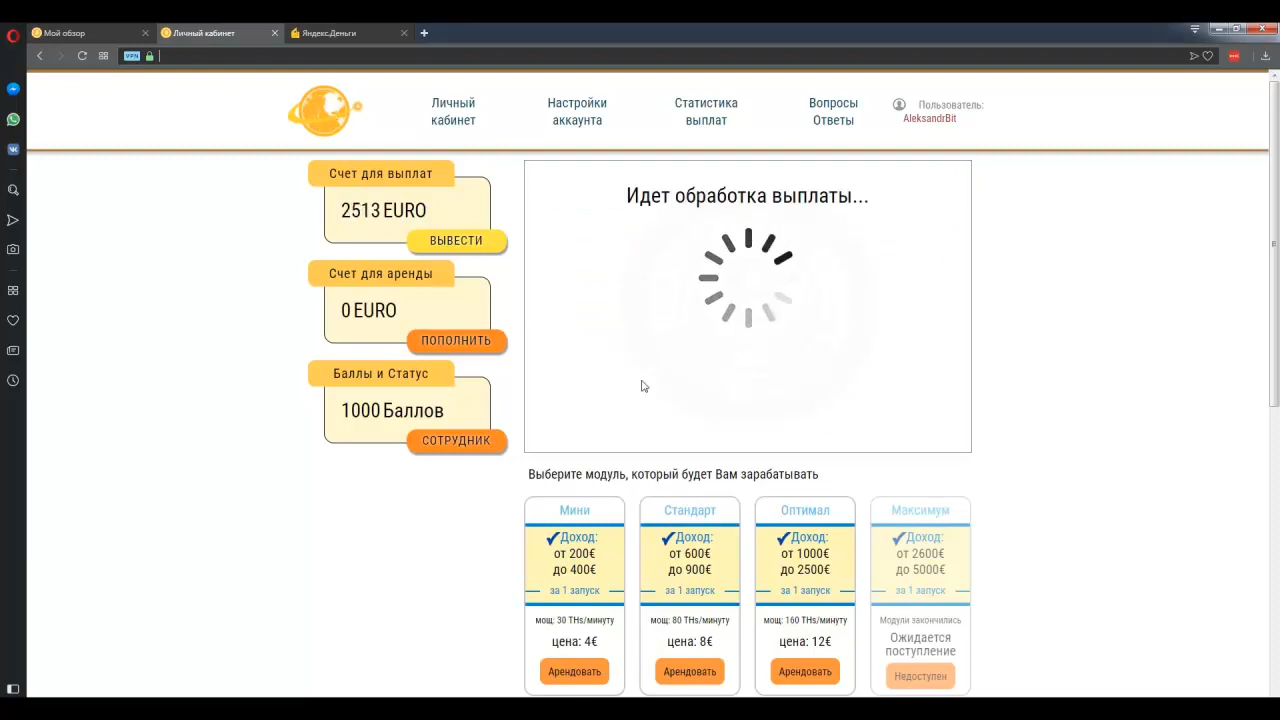 Мой обзор
Личный кабинет
Яндекс.Деньги
VPN
Личный кабинет
Настройки аккаунта
Статистика выплат
Вопросы Ответы
Пользователь:
AleksandrBit
Счет для выплат
2513 EURO
ВЫВЕСТИ
Счет для аренды
0 EURO
ПОПОЛНИТЬ
Баллы и Статус
1000 Баллов
СОТРУДНИК
Идет обработка выплаты...
Выберите модуль, который будет Вам зарабатывать
Мини
Доход:
от 200€
до 400€
за 1 запуск
мощ: 30 THs/минуту
цена: 4€
Арендовать
Стандарт
Доход:
от 600€
до 900€
за 1 запуск
мощ: 80 THs/минуту
цена: 8€
Арендовать
Оптимал
Доход:
от 1000€
до 2500€
за 1 запуск
мощ: 160 THs/минуту
цена: 12€
Арендовать
Максимум
Доход:
от 2600€
до 5000€
за 1 запуск
Модули закончились
Ожидается
поступление
Недоступен